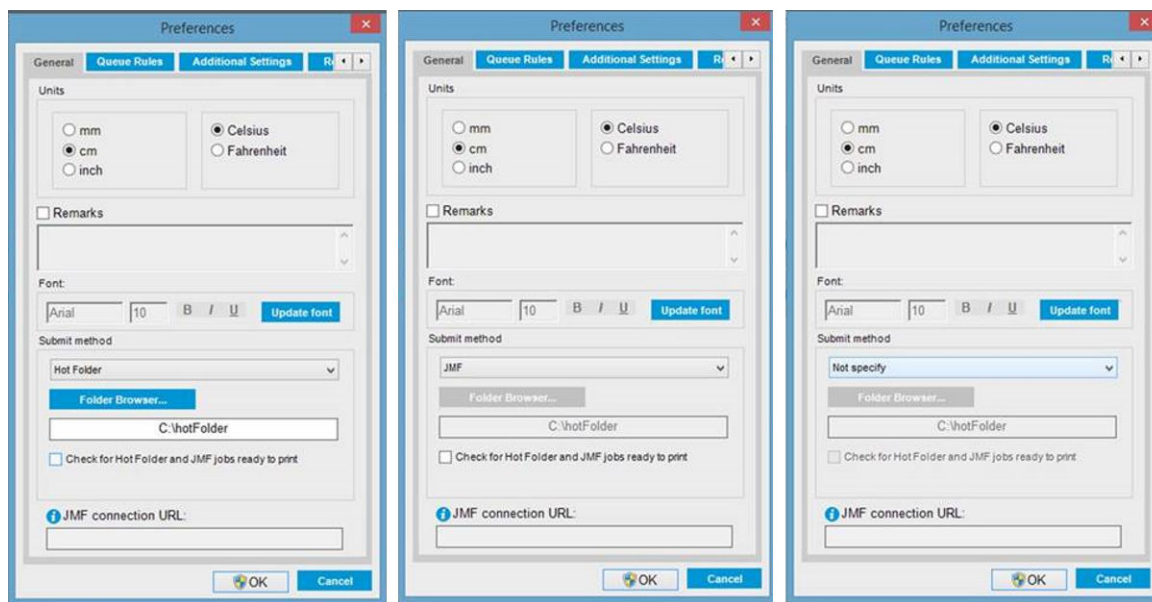 Preferences
General Queue Rules Additional Settings R
Units
mm
cm
inch
Celsius
Fahrenheit
Remarks
Font:
Arial 10 B I U Update font
Submit method
Hot Folder
Folder Browser...
C:\hotFolder
Check for Hot Folder and JMF jobs ready to print
JMF connection URL:
OK Cancel
Preferences
General Queue Rules Additional Settings R
Units
mm
cm
inch
Celsius
Fahrenheit
Remarks
Font:
Arial 10 B I U Update font
Submit method
JMF
Folder Browser...
C:\hotFolder
Check for Hot Folder and JMF jobs ready to print
JMF connection URL:
OK Cancel
Preferences
General Queue Rules Additional Settings R
Units
mm
cm
inch
Celsius
Fahrenheit
Remarks
Font:
Arial 10 B I U Update font
Submit method
Not specify
Folder Browser...
C:\hotFolder
Check for Hot Folder and JMF jobs ready to print
JMF connection URL:
OK Cancel